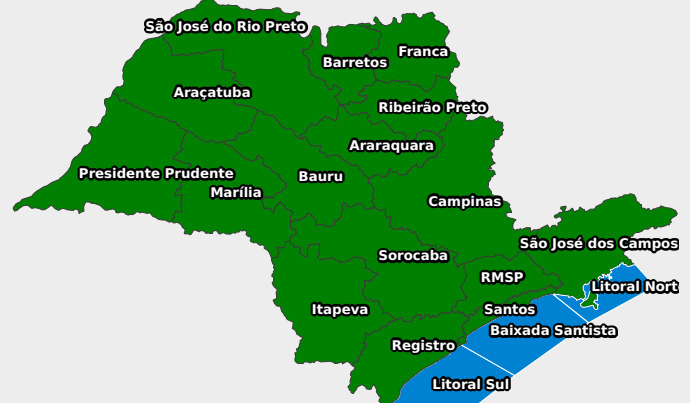 São José do Rio Preto
Franca
Barretos
Araçatuba
Ribeirão Preto
Araraquara
Presidente Prudente
Bauru
Marília
Campinas
São José dos Campos
Sorocaba
RMSP
Litoral Nort
Itapeva
Santos
Baixada Santista
Registro
Litoral Sul